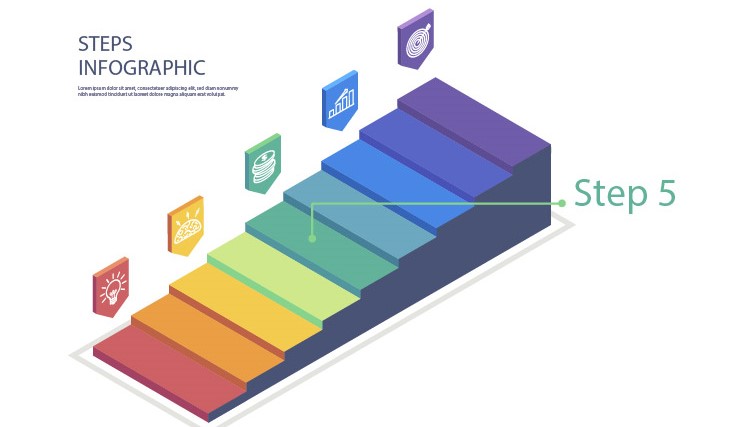 STEPS
INFOGRAPHIC
Lorem ipsum dolor sit amet, consectetuer adipiscing elit, sed diam nonummy
nibh euismod tincidunt ut laoreet dolore magna aliquam erat volutpat.
Step 5